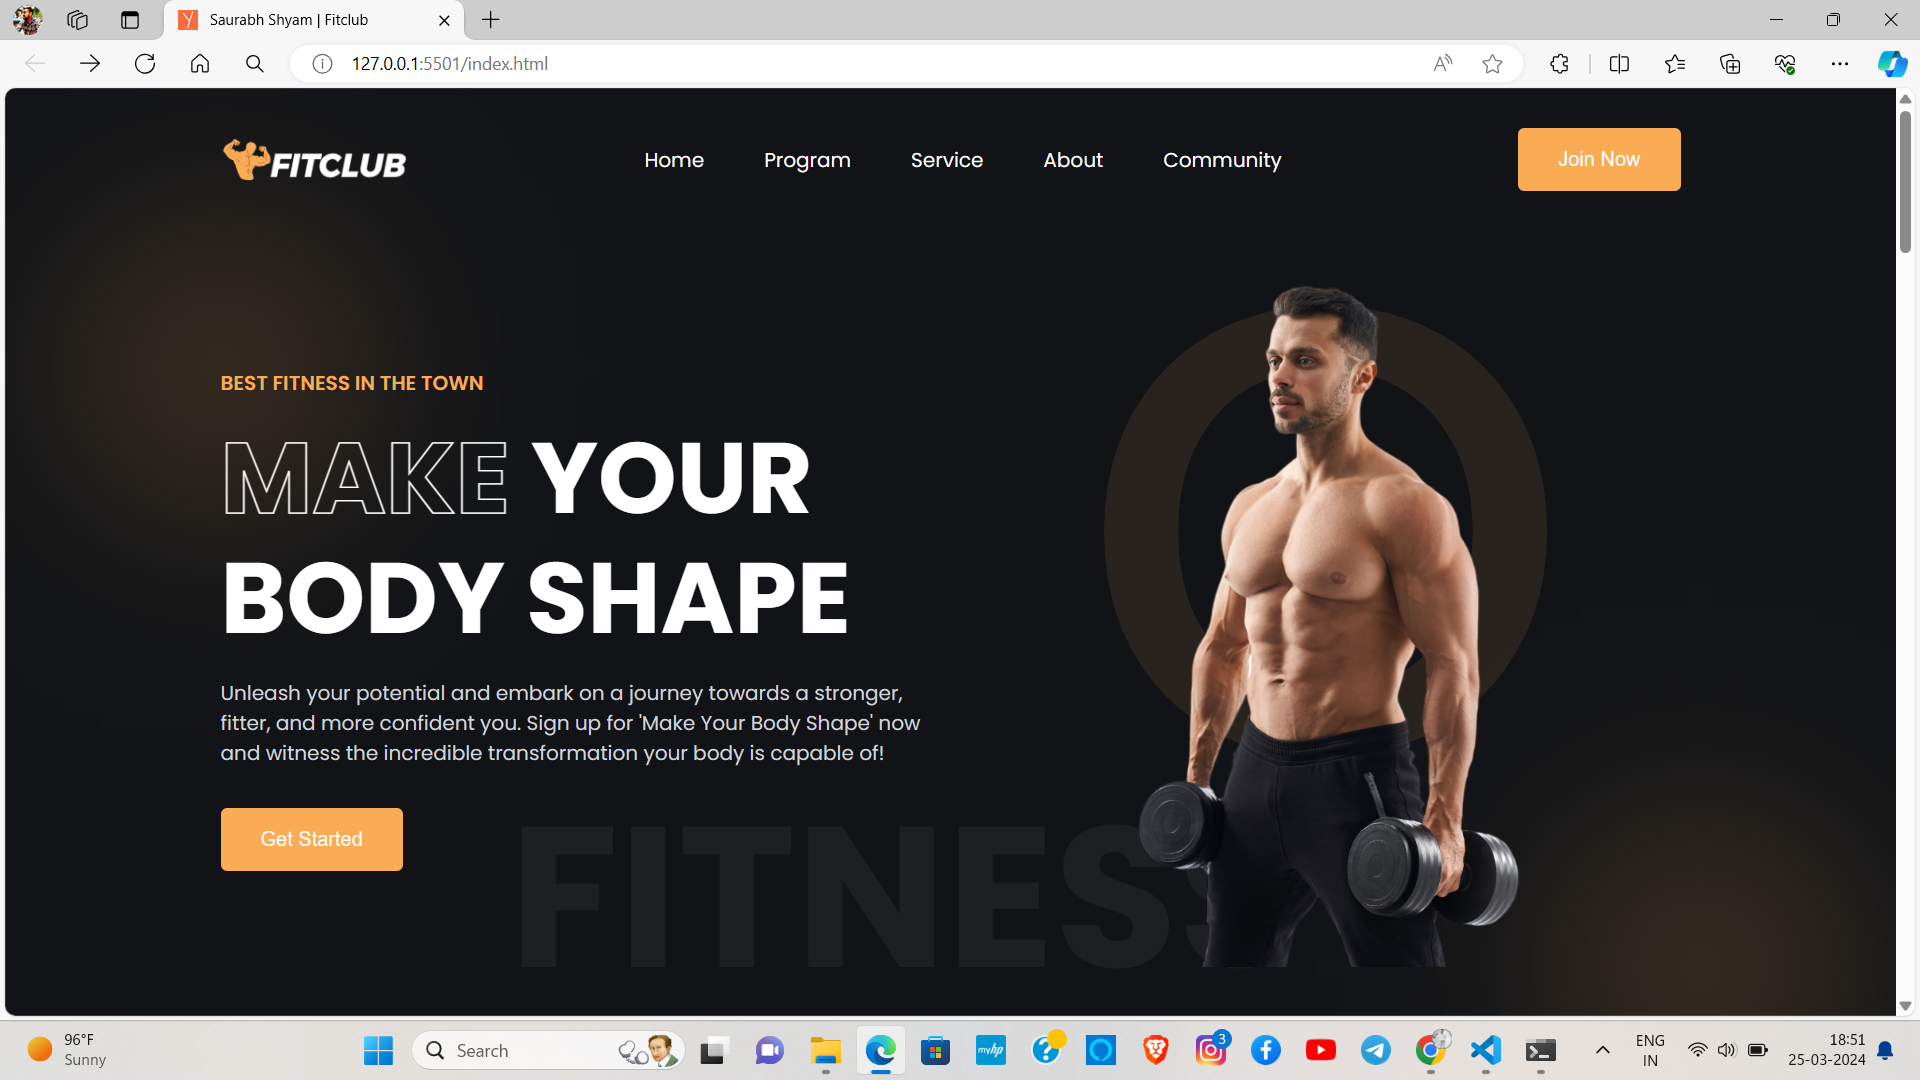 Saurabh Shyam | Fitclub
127.0.0.1:5501/index.html
FITCLUB
Home
Program
Service
About
Community
Join Now
BEST FITNESS IN THE TOWN
MAKE YOUR
BODY SHAPE
Unleash your potential and embark on a journey towards a stronger,
fitter, and more confident you. Sign up for 'Make Your Body Shape' now
and witness the incredible transformation your body is capable of!
Get Started
FITNESS
96°F
Sunny
Search
myhp
3
ENG
IN
18:51
25-03-2024